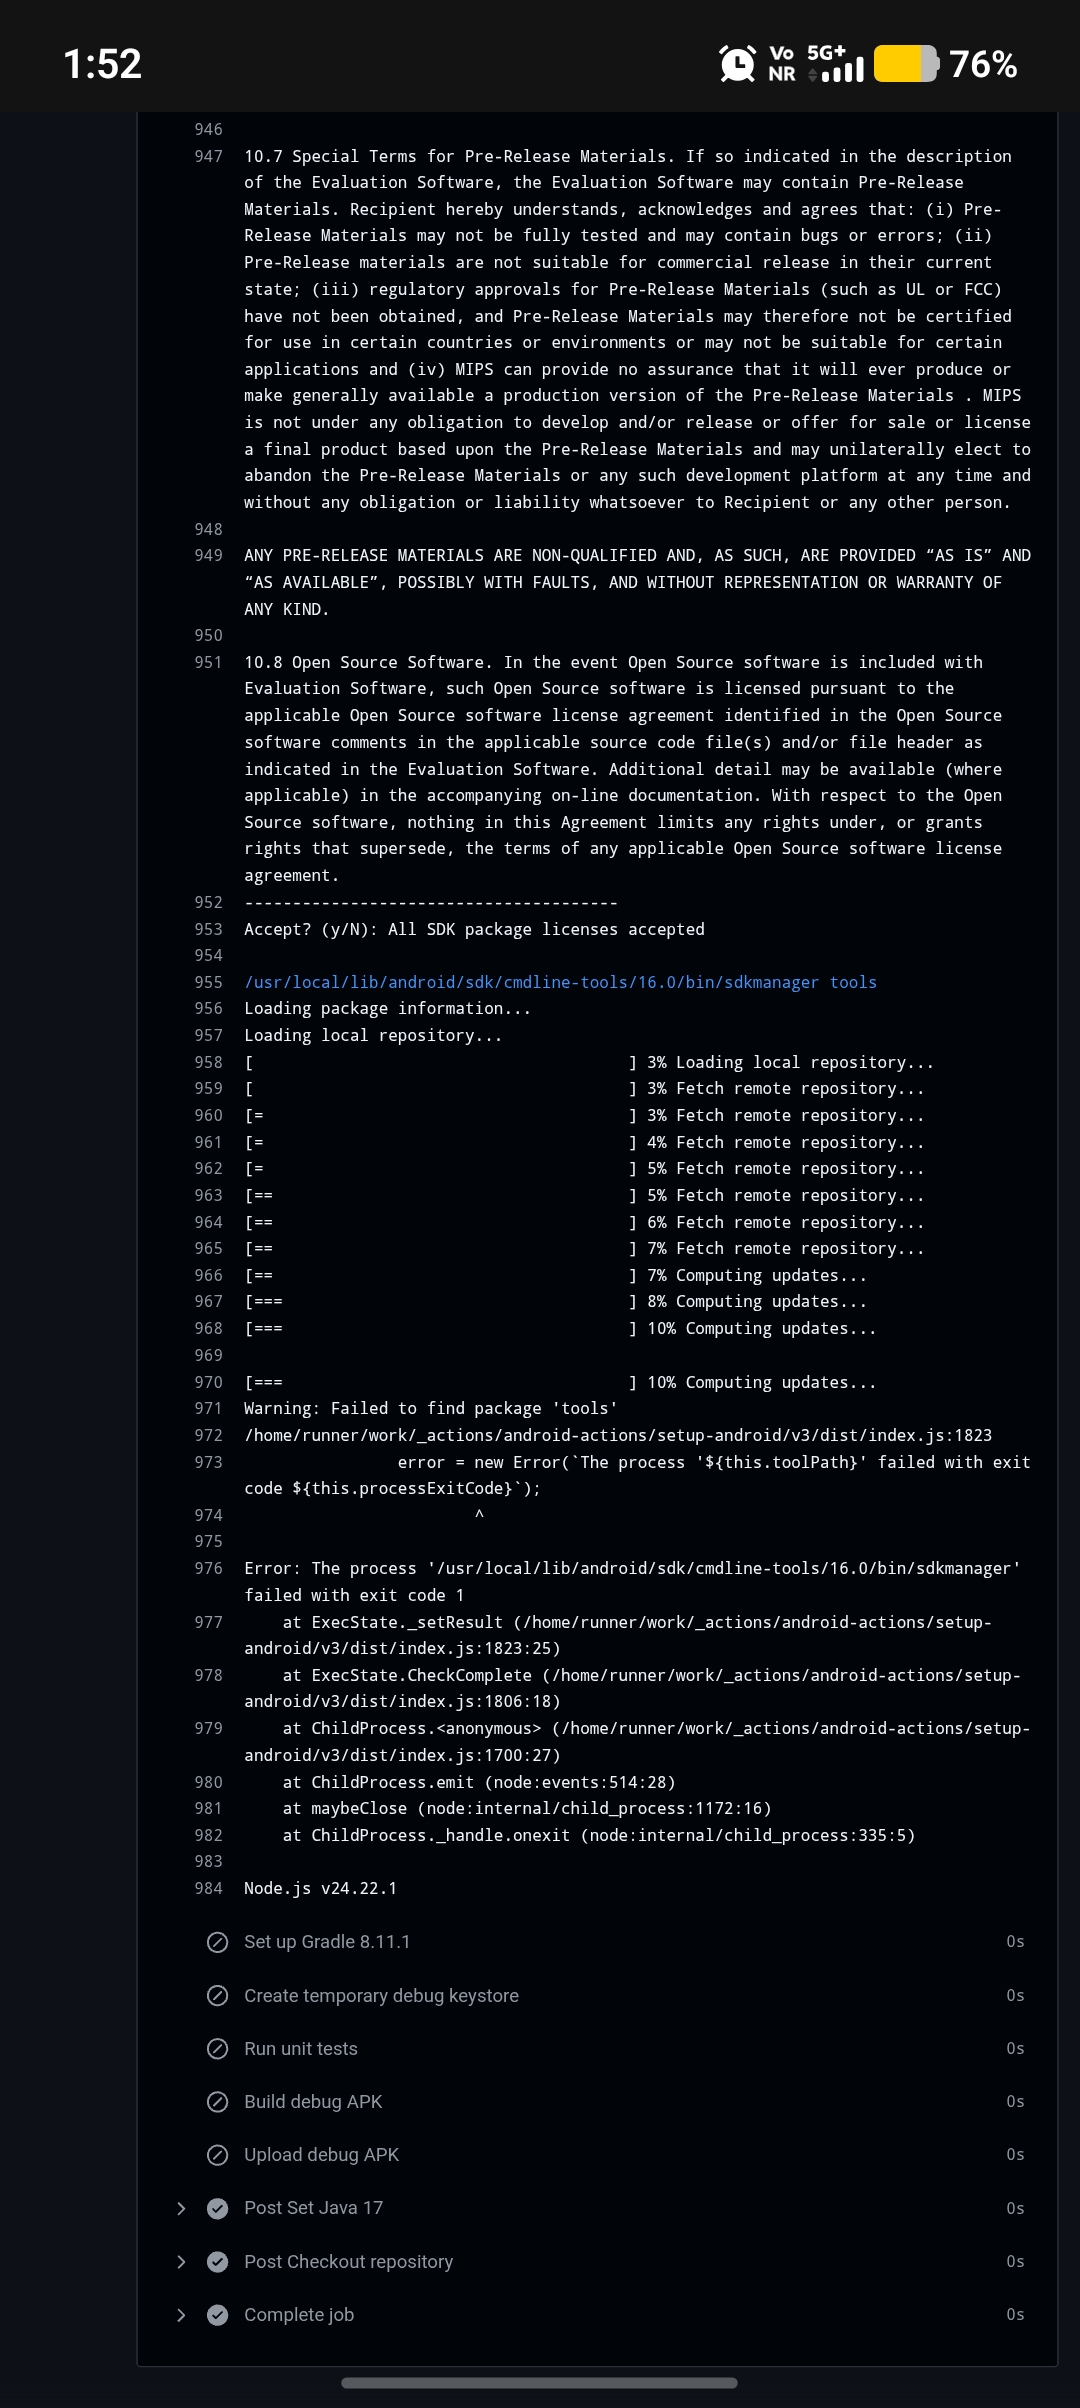 1:52
Vo NR 5G+ 76%
946
947 10.7 Special Terms for Pre-Release Materials. If so indicated in the description
of the Evaluation Software, the Evaluation Software may contain Pre-Release
Materials. Recipient hereby understands, acknowledges and agrees that: (i) Pre-
Release Materials may not be fully tested and may contain bugs or errors; (ii)
Pre-Release materials are not suitable for commercial release in their current
state; (iii) regulatory approvals for Pre-Release Materials (such as UL or FCC)
have not been obtained, and Pre-Release Materials may therefore not be certified
for use in certain countries or environments or may not be suitable for certain
applications and (iv) MIPS can provide no assurance that it will ever produce or
make generally available a production version of the Pre-Release Materials . MIPS
is not under any obligation to develop and/or release or offer for sale or license
a final product based upon the Pre-Release Materials and may unilaterally elect to
abandon the Pre-Release Materials or any such development platform at any time and
without any obligation or liability whatsoever to Recipient or any other person.
948
949 ANY PRE-RELEASE MATERIALS ARE NON-QUALIFIED AND, AS SUCH, ARE PROVIDED “AS IS” AND
“AS AVAILABLE”, POSSIBLY WITH FAULTS, AND WITHOUT REPRESENTATION OR WARRANTY OF
ANY KIND.
950
951 10.8 Open Source Software. In the event Open Source software is included with
Evaluation Software, such Open Source software is licensed pursuant to the
applicable Open Source software license agreement identified in the Open Source
software comments in the applicable source code file(s) and/or file header as
indicated in the Evaluation Software. Additional detail may be available (where
applicable) in the accompanying on-line documentation. With respect to the Open
Source software, nothing in this Agreement limits any rights under, or grants
rights that supersede, the terms of any applicable Open Source software license
agreement.
952 ---------------------------------------
953 Accept? (y/N): All SDK package licenses accepted
954
955 /usr/local/lib/android/sdk/cmdline-tools/16.0/bin/sdkmanager tools
956 Loading package information...
957 Loading local repository...
958 [                                       ] 3% Loading local repository...
959 [                                       ] 3% Fetch remote repository...
960 [=                                      ] 3% Fetch remote repository...
961 [=                                      ] 4% Fetch remote repository...
962 [=                                      ] 5% Fetch remote repository...
963 [==                                     ] 5% Fetch remote repository...
964 [==                                     ] 6% Fetch remote repository...
965 [==                                     ] 7% Fetch remote repository...
966 [==                                     ] 7% Computing updates...
967 [===                                    ] 8% Computing updates...
968 [===                                    ] 10% Computing updates...
969
970 [===                                    ] 10% Computing updates...
971 Warning: Failed to find package 'tools'
972 /home/runner/work/_actions/android-actions/setup-android/v3/dist/index.js:1823
973                 error = new Error(`The process '${this.toolPath}' failed with exit
code ${this.processExitCode}`);
974                         ^
975
976 Error: The process '/usr/local/lib/android/sdk/cmdline-tools/16.0/bin/sdkmanager'
failed with exit code 1
977     at ExecState._setResult (/home/runner/work/_actions/android-actions/setup-
android/v3/dist/index.js:1823:25)
978     at ExecState.CheckComplete (/home/runner/work/_actions/android-actions/setup-
android/v3/dist/index.js:1806:18)
979     at ChildProcess.<anonymous> (/home/runner/work/_actions/android-actions/setup-
android/v3/dist/index.js:1700:27)
980     at ChildProcess.emit (node:events:514:28)
981     at maybeClose (node:internal/child_process:1172:16)
982     at ChildProcess._handle.onexit (node:internal/child_process:335:5)
983
984 Node.js v24.22.1
Set up Gradle 8.11.1 0s
Create temporary debug keystore 0s
Run unit tests 0s
Build debug APK 0s
Upload debug APK 0s
Post Set Java 17 0s
Post Checkout repository 0s
Complete job 0s